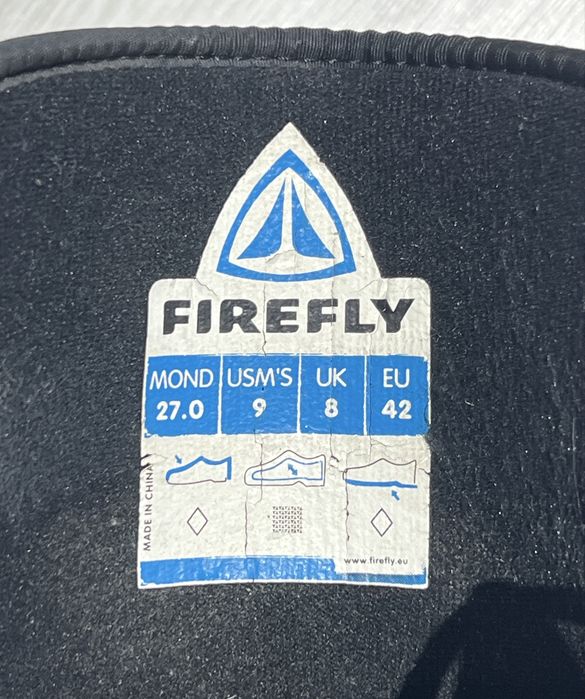 FIREFLY
MOND USM'S UK EU
27.0 9 8 42
MADE IN CHINA
www.firefly.eu